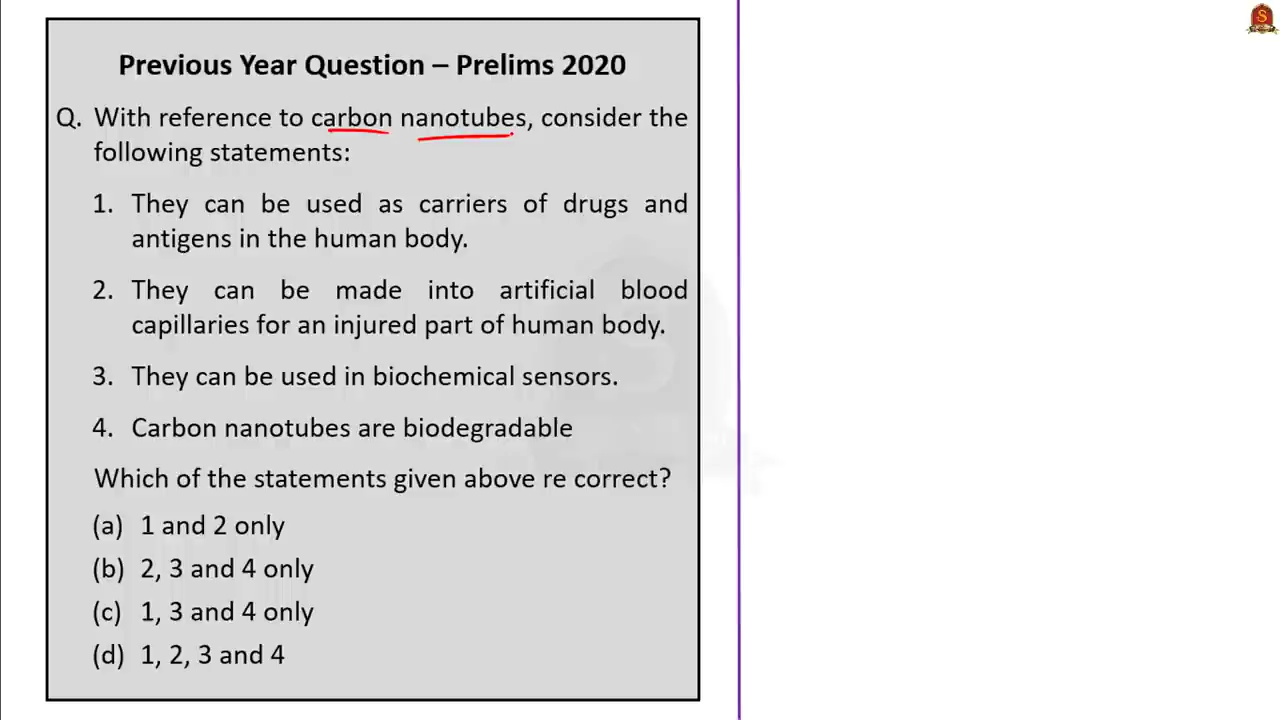 Previous Year Question – Prelims 2020
Q. With reference to carbon nanotubes, consider the
following statements:
1. They can be used as carriers of drugs and
antigens in the human body.
2. They can be made into artificial blood
capillaries for an injured part of human body.
3. They can be used in biochemical sensors.
4. Carbon nanotubes are biodegradable
Which of the statements given above re correct?
(a) 1 and 2 only
(b) 2, 3 and 4 only
(c) 1, 3 and 4 only
(d) 1, 2, 3 and 4
S